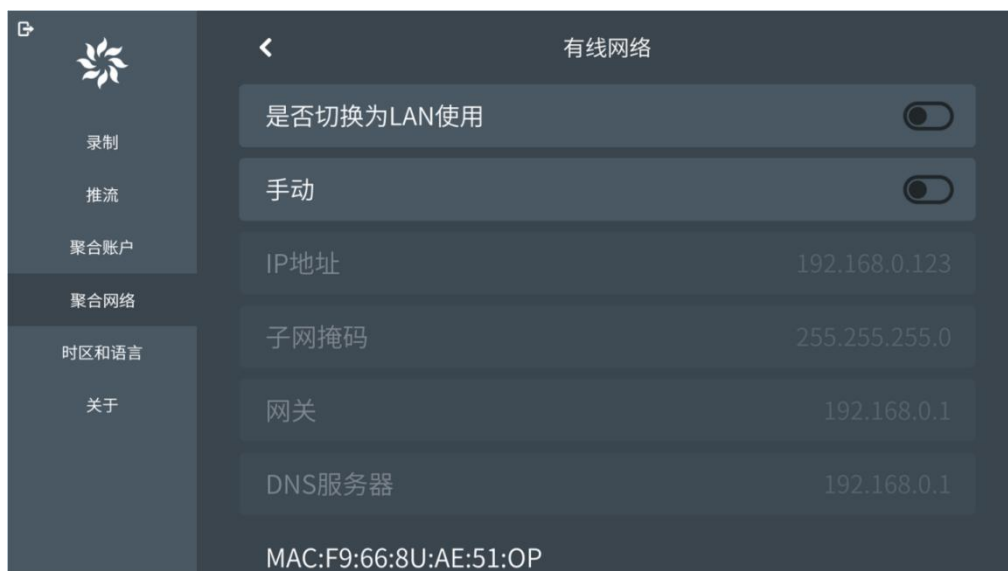 录制
推流
聚合账户
聚合网络
时区和语言
关于
有线网络
是否切换为LAN使用
手动
IP地址 192.168.0.123
子网掩码 255.255.255.0
网关 192.168.0.1
DNS服务器 192.168.0.1
MAC:F9:66:8U:AE:51:OP